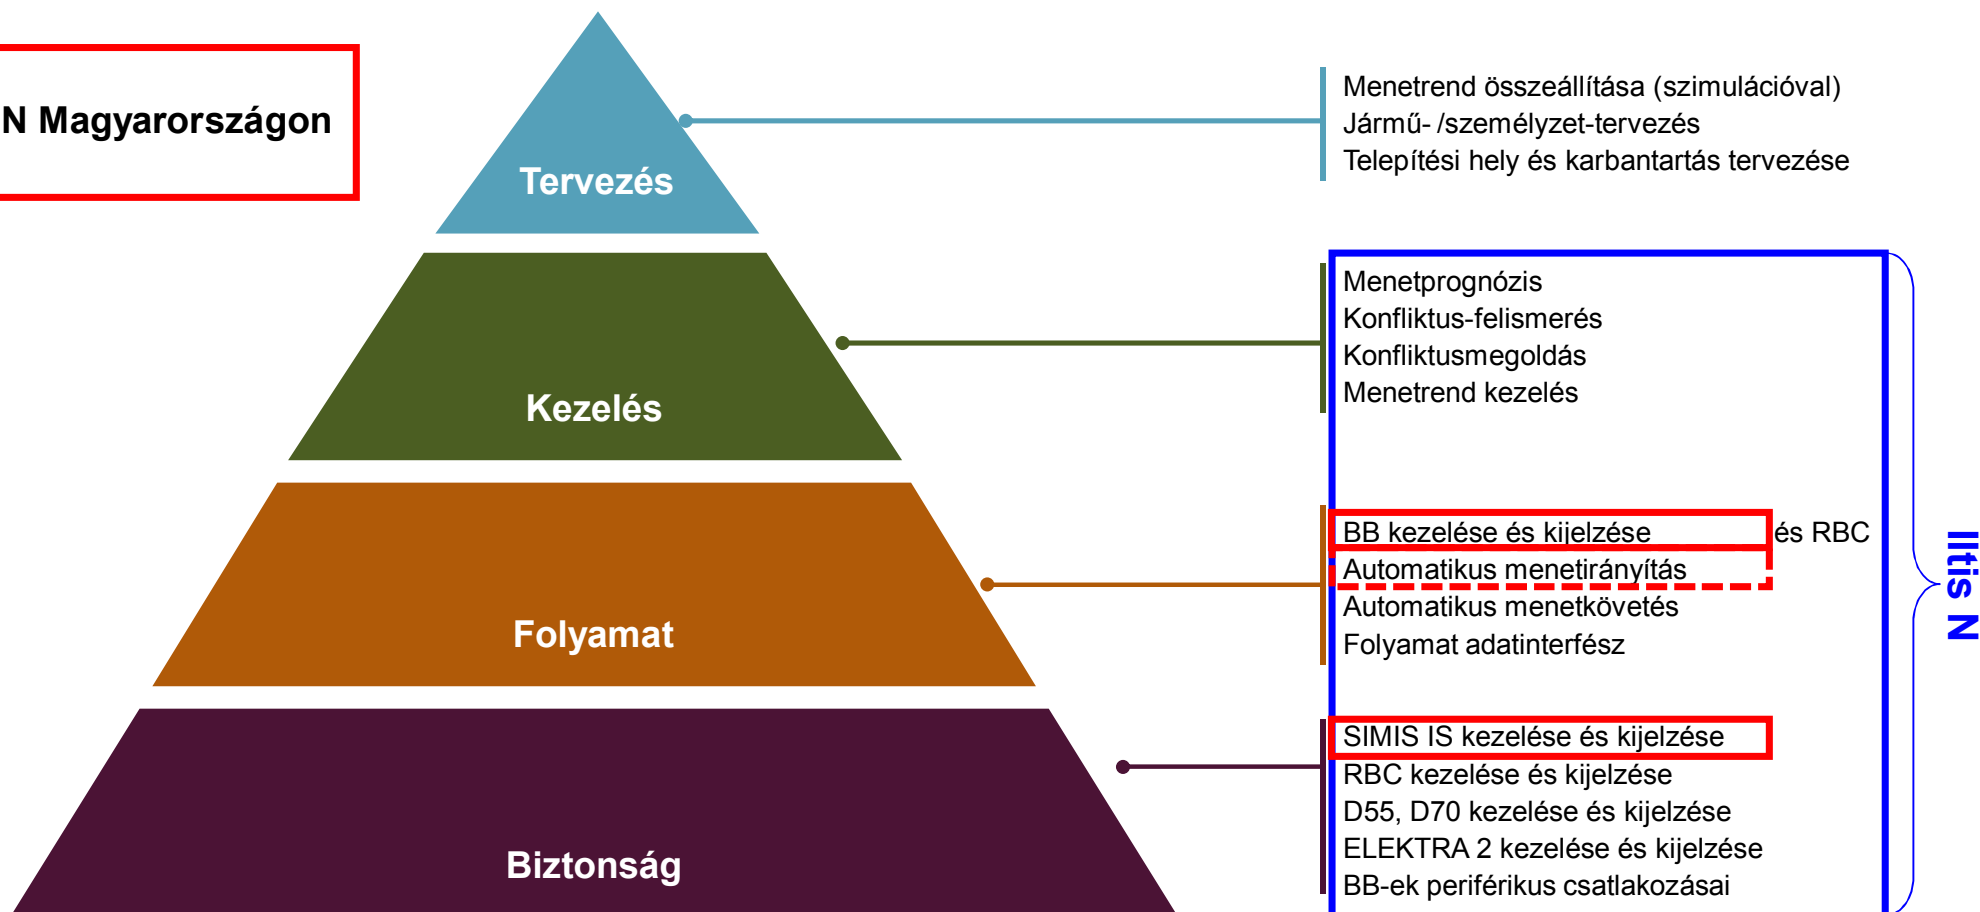 N Magyarországon
Tervezés
Menetrend összeállítása (szimulációval)
Jármű- /személyzet-tervezés
Telepítési hely és karbantartás tervezése
Kezelés
Menetprognózis
Konfliktus-felismerés
Konfliktusmegoldás
Menetrend kezelés
Folyamat
BB kezelése és kijelzése és RBC
Automatikus menetirányítás
Automatikus menetkövetés
Folyamat adatinterfész
Biztonság
SIMIS IS kezelése és kijelzése
RBC kezelése és kijelzése
D55, D70 kezelése és kijelzése
ELEKTRA 2 kezelése és kijelzése
BB-ek periférikus csatlakozásai
Iltis N